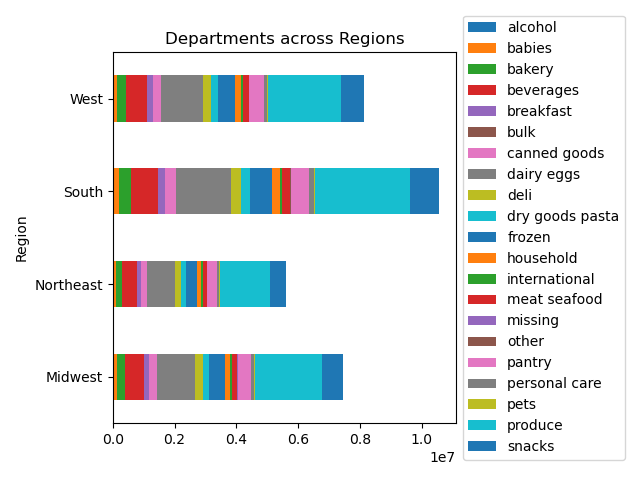 Departments across Regions
Region
West
South
Northeast
Midwest
0.0 0.2 0.4 0.6 0.8 1.0
1e7
alcohol
babies
bakery
beverages
breakfast
bulk
canned goods
dairy eggs
deli
dry goods pasta
frozen
household
international
meat seafood
missing
other
pantry
personal care
pets
produce
snacks